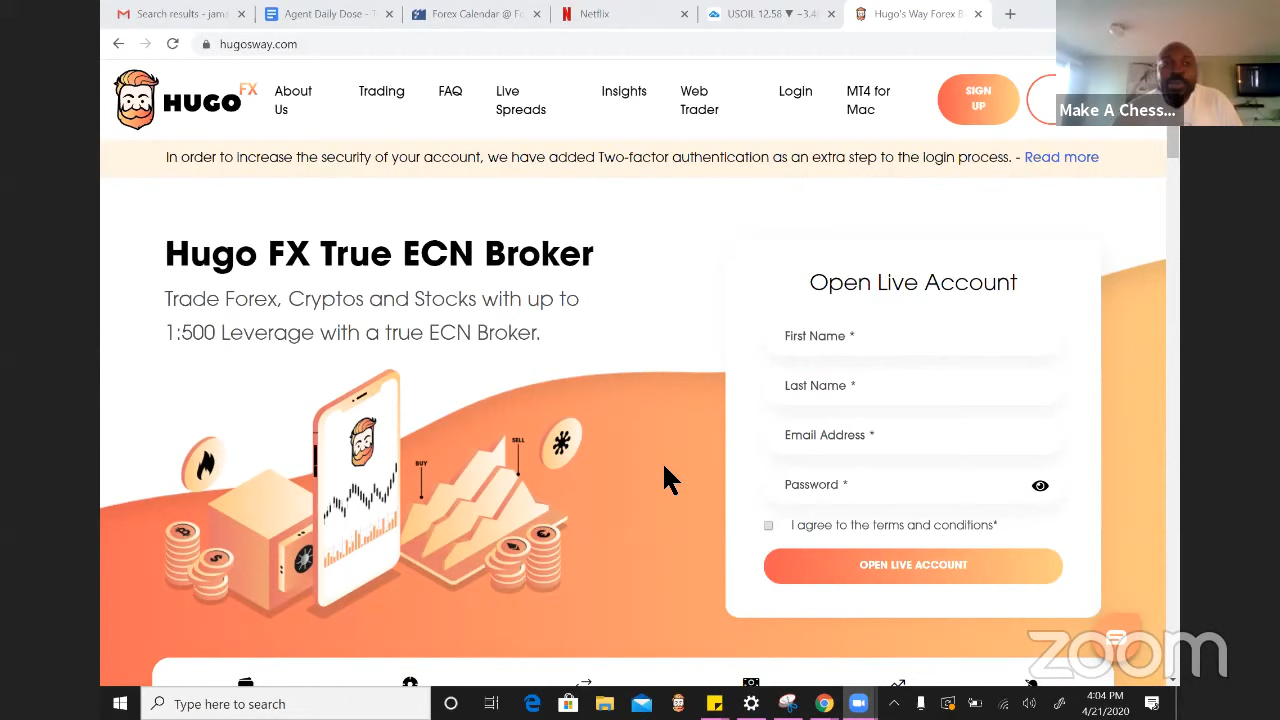 Search results - jam
Agent Daily Dose - T
Forex Calendar @ Fo
Netflix
USOIL 12.58 ▼ −3.4
Hugo's Way Forex B
hugosway.com
HUGO FX
About Us
Trading
FAQ
Live Spreads
Insights
Web Trader
Login
MT4 for Mac
SIGN UP
Make A Chess...
In order to increase the security of your account, we have added Two-factor authentication as an extra step to the login process. - Read more
Hugo FX True ECN Broker
Trade Forex, Cryptos and Stocks with up to
1:500 Leverage with a true ECN Broker.
BUY
SELL
Open Live Account
First Name *
Last Name *
Email Address *
Password *
I agree to the terms and conditions*
OPEN LIVE ACCOUNT
zoom
Type here to search
4:04 PM
4/21/2020